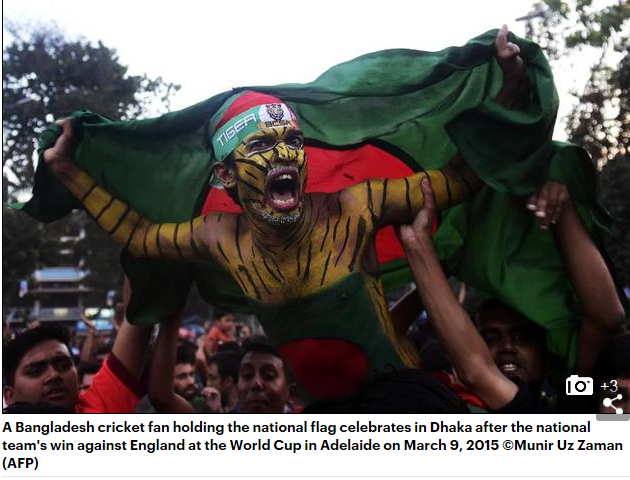 TIGER
+3
A Bangladesh cricket fan holding the national flag celebrates in Dhaka after the national
team's win against England at the World Cup in Adelaide on March 9, 2015 ©Munir Uz Zaman
(AFP)